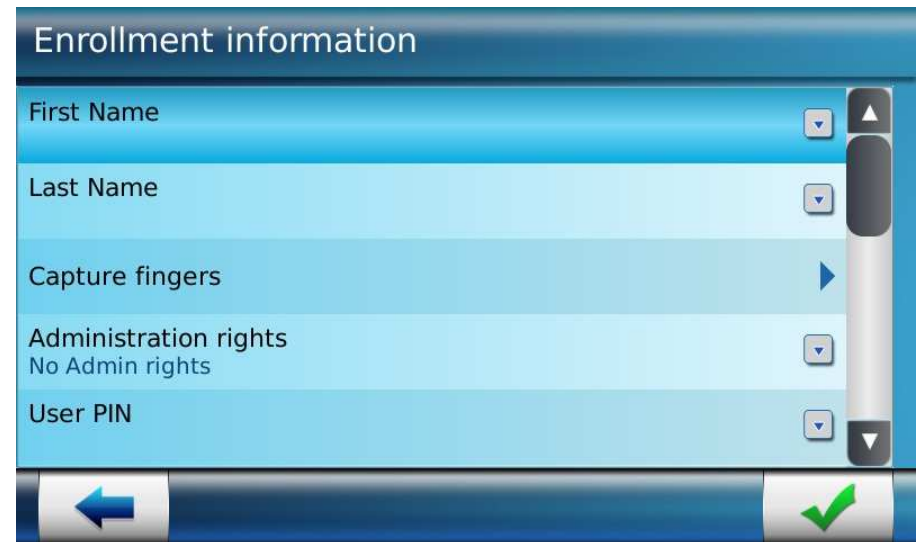 Enrollment information
First Name
Last Name
Capture fingers
Administration rights
No Admin rights
User PIN